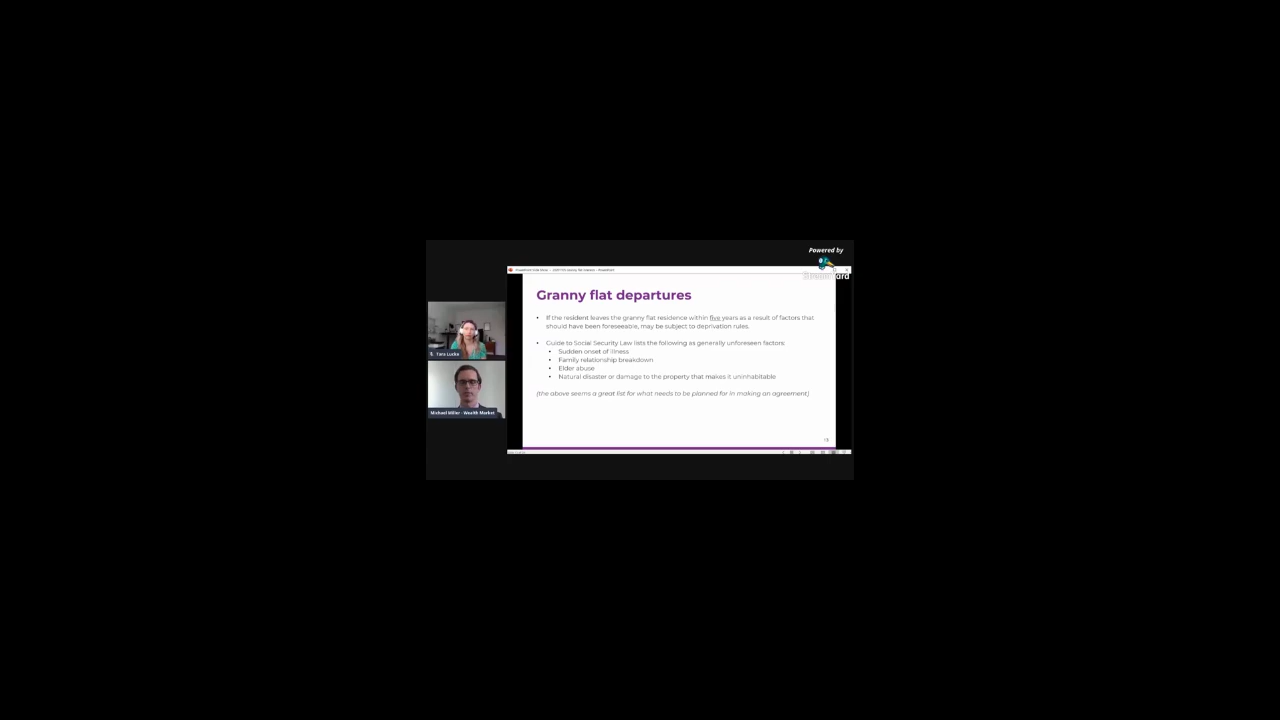 Powered by
Granny flat departures
• If the resident leaves the granny flat residence within five years as a result of factors that
should have been foreseeable, may be subject to deprivation rules.
• Guide to Social Security Law lists the following as generally unforeseen factors:
• Sudden onset of illness
• Family relationship breakdown
• Elder abuse
• Natural disaster or damage to the property that makes it uninhabitable
(the above seems a great list for what needs to be planned for in making an agreement)
Tara Lucke
Michael Miller - Wealth Market